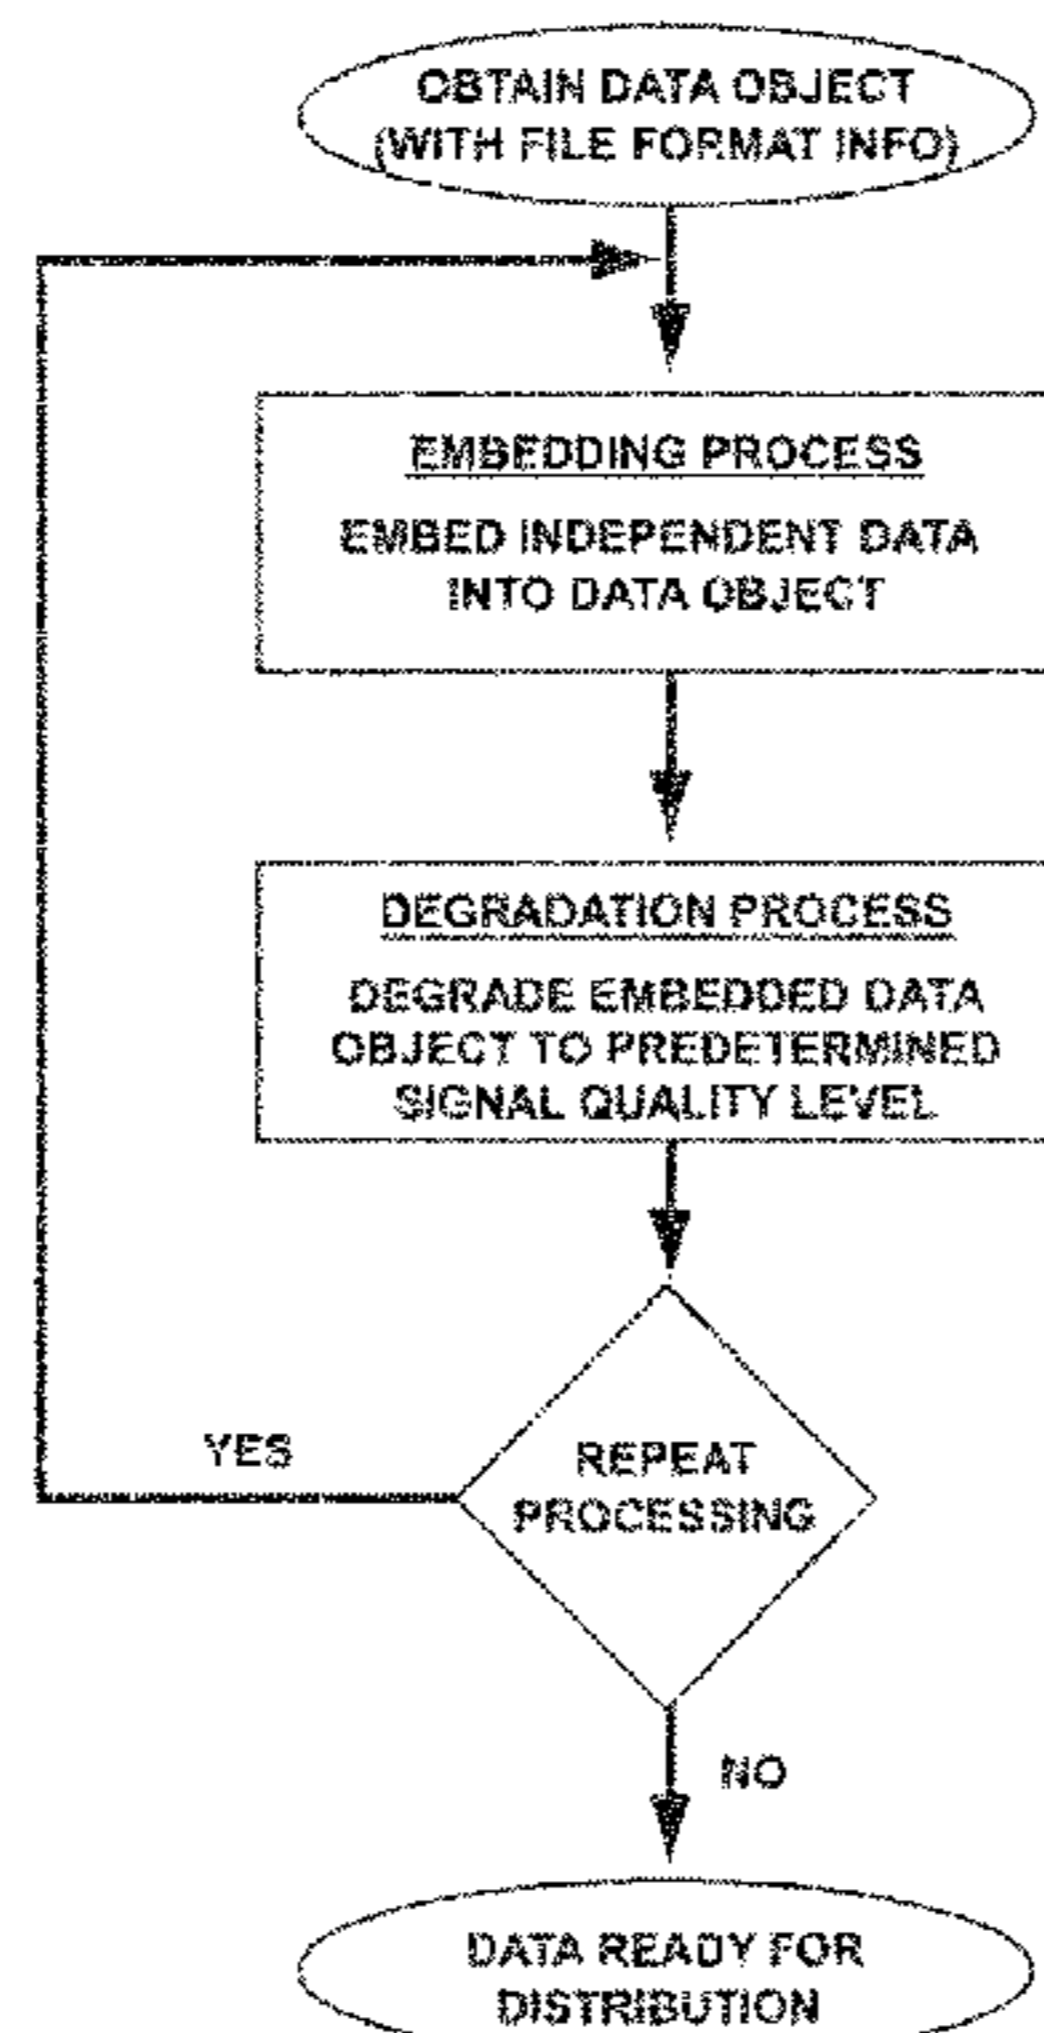 OBTAIN DATA OBJECT
(WITH FILE FORMAT INFO)
EMBEDDING PROCESS
EMBED INDEPENDENT DATA
INTO DATA OBJECT
DEGRADATION PROCESS
DEGRADE EMBEDDED DATA
OBJECT TO PREDETERMINED
SIGNAL QUALITY LEVEL
YES
REPEAT
PROCESSING
NO
DATA READY FOR
DISTRIBUTION